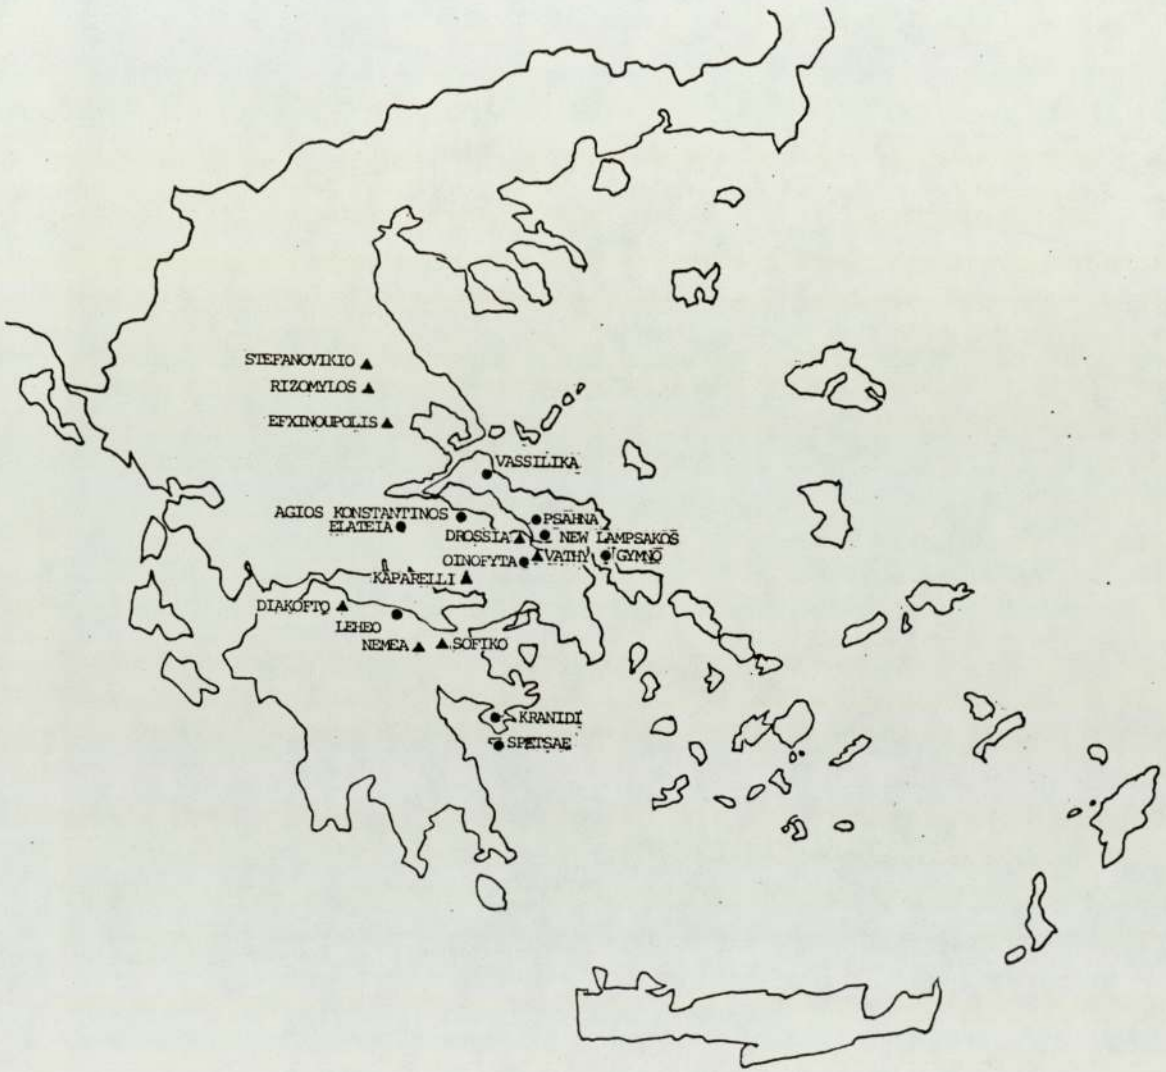 STEFANOVIKIO
RIZOMYLOS
EFXINOUPOLIS
VASSILIKA
AGIOS KONSTANTINOS
PSAHNA
ELATEIA
DROSSIA
NEW LAMPSAKOS
OINOFYTA
VATHY
GYMNO
KAPARELLI
DIAKOFTO
LEHEO
NEMEA
SOFIKO
KRANIDI
SPETSAE